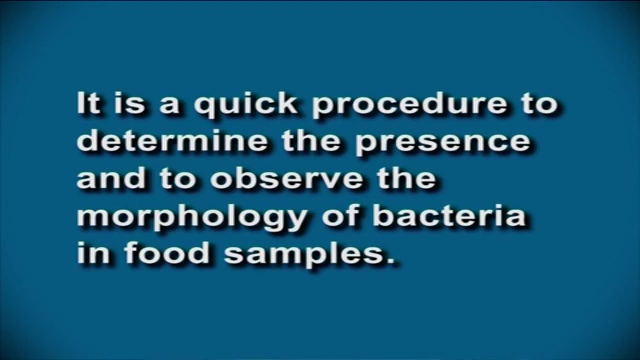 It is a quick procedure to
determine the presence
and to observe the
morphology of bacteria
in food samples.